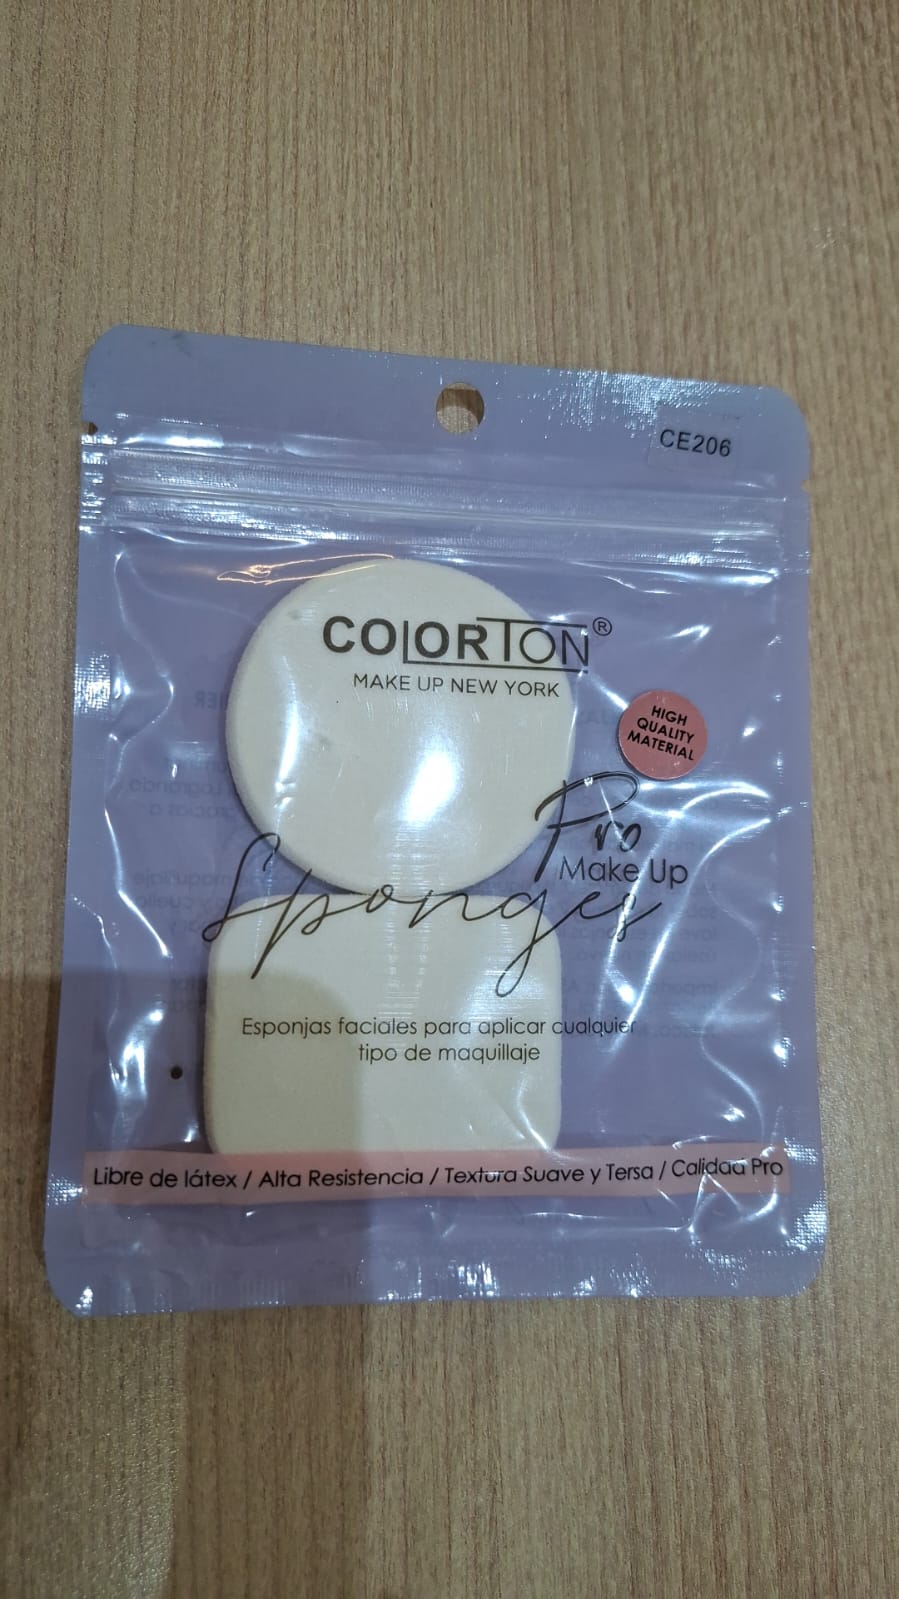 CE206
COLORTON®
MAKE UP NEW YORK
HIGH
QUALITY
MATERIAL
Pro
Make Up
Sponges
Esponjas faciales para aplicar cualquier
tipo de maquillaje
Libre de látex / Alta Resistencia / Textura Suave y Tersa / Calidad Pro